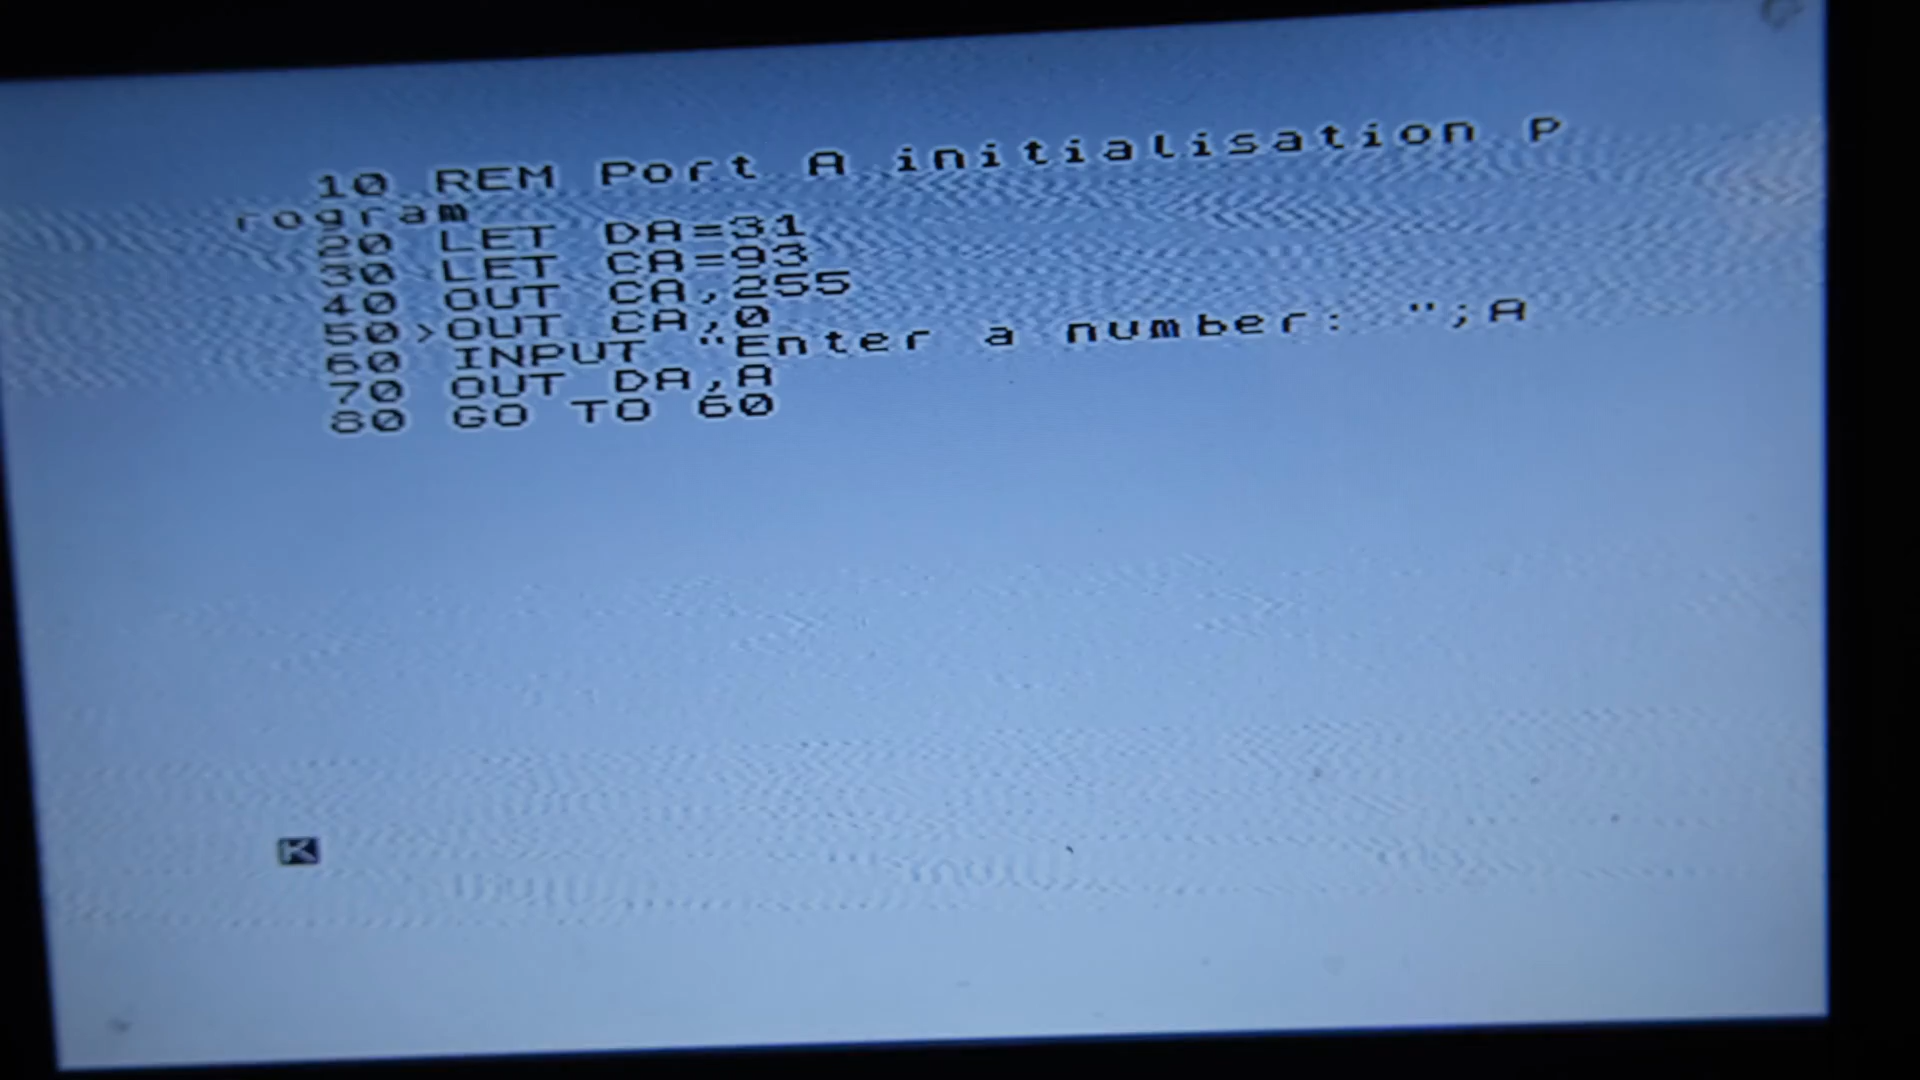 10 REM Port A initialisation P
rogram
20 LET DA=31
30 LET CA=93
40 OUT CA,255
50>OUT CA,0
60 INPUT "Enter a number: ";A
70 OUT DA,A
80 GO TO 60
K